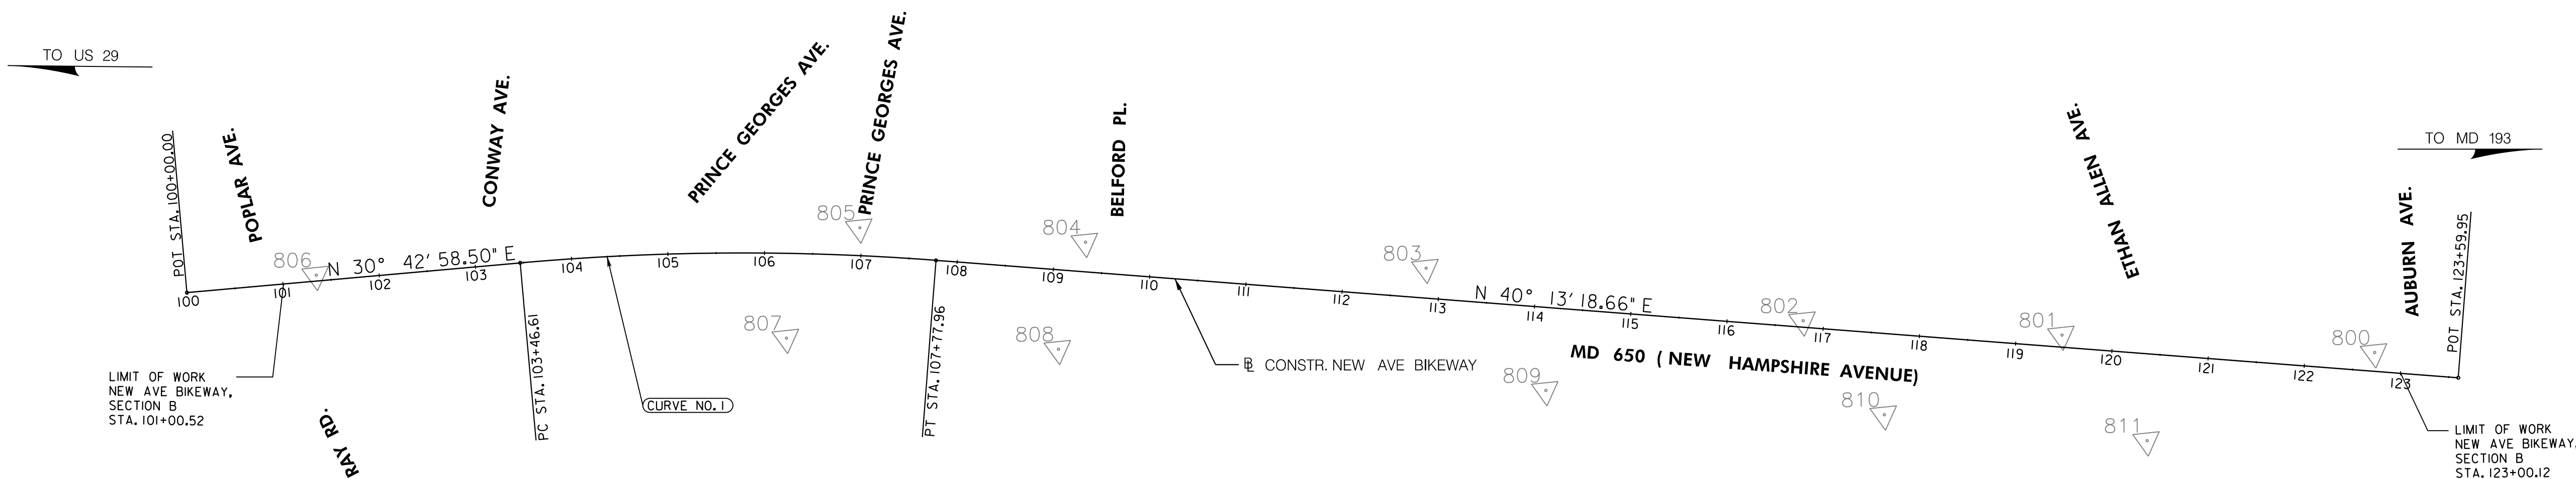 TO US 29
POT STA. 100+00.00
POPLAR AVE.
CONWAY AVE.
PRINCE GEORGES AVE.
PRINCE GEORGES AVE.
BELFORD PL.
ETHAN ALLEN AVE.
TO MD 193
AUBURN AVE.
POT STA. 123+59.95
806
805
804
803
802
801
800
N 30° 42' 58.50" E
N 40° 13' 18.66" E
100
101
102
103
104
105
106
107
108
109
110
111
112
113
114
115
116
117
118
119
120
121
122
123
807
808
809
810
811
MD 650 ( NEW HAMPSHIRE AVENUE)
LIMIT OF WORK
NEW AVE BIKEWAY,
SECTION B
STA. 101+00.52
RAY RD.
PC STA. 103+46.61
CURVE NO. 1
PT STA. 107+77.96
BL CONSTR. NEW AVE BIKEWAY
LIMIT OF WORK
NEW AVE BIKEWAY,
SECTION B
STA. 123+00.12